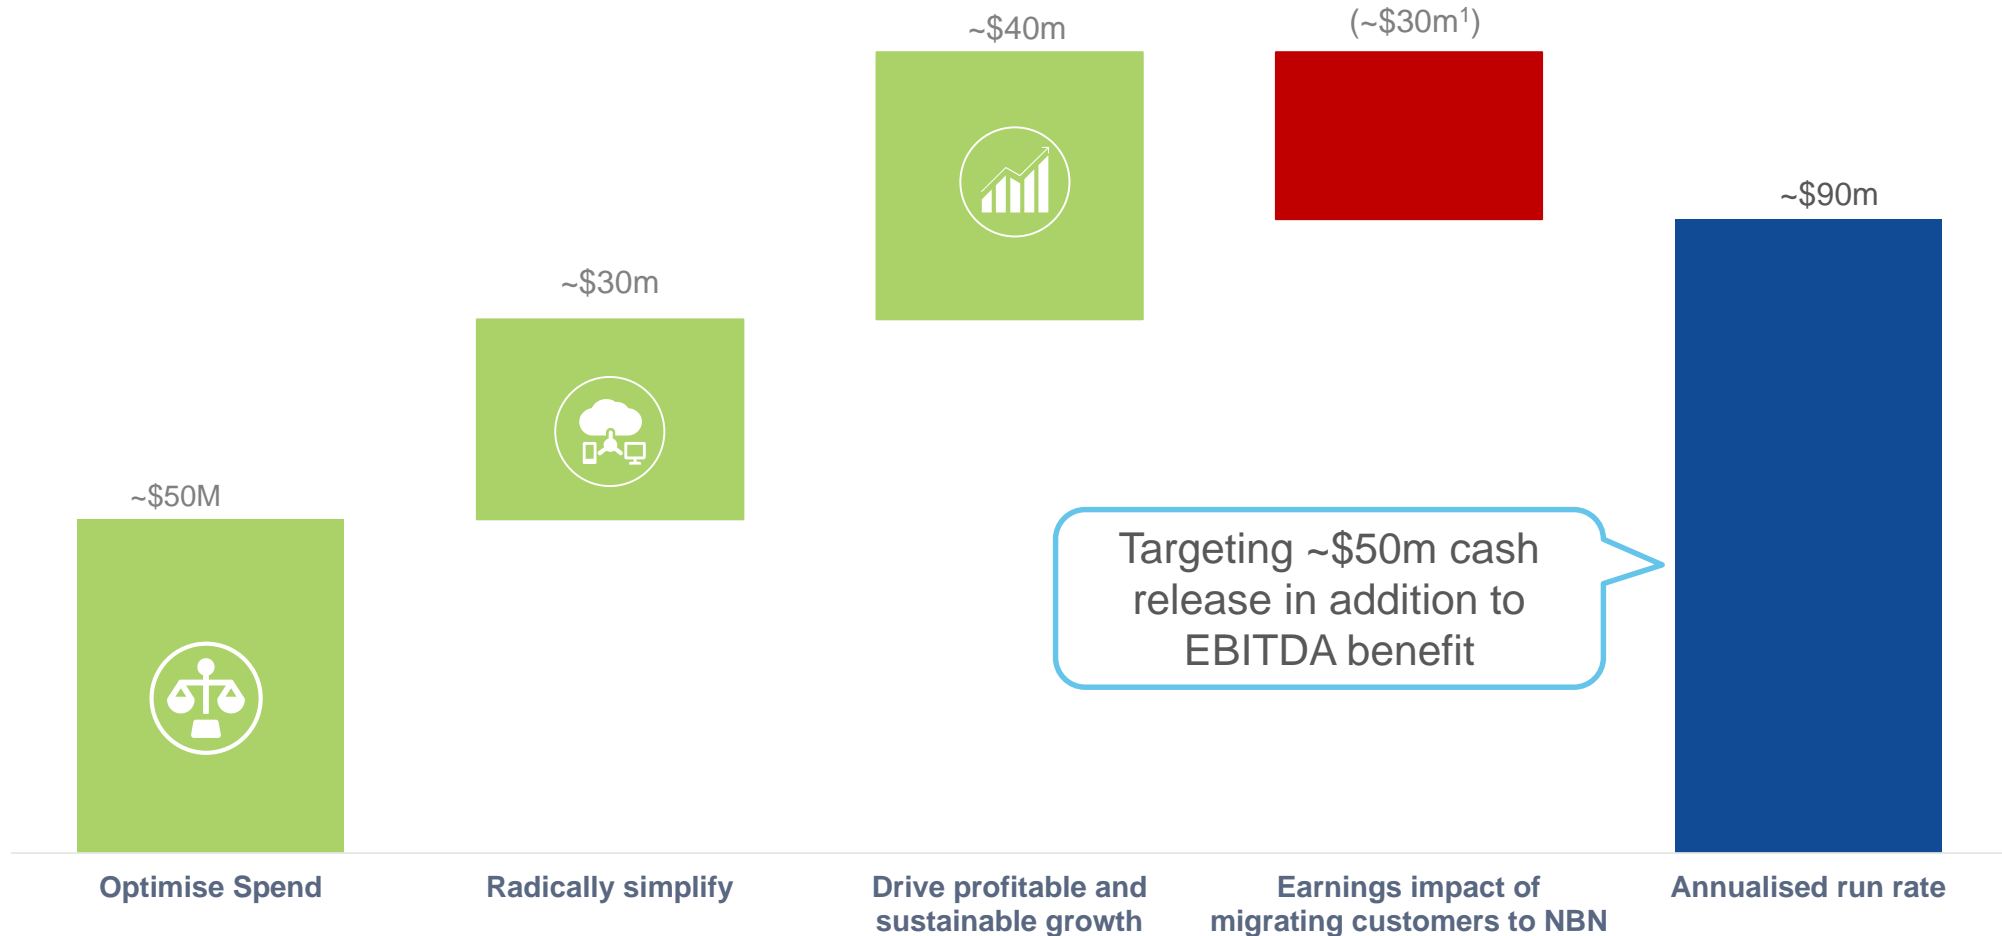 ~$40m
(~$30m¹)
~$90m
~$30m
~$50M
Targeting ~$50m cash
release in addition to
EBITDA benefit
Optimise Spend
Radically simplify
Drive profitable and
sustainable growth
Earnings impact of
migrating customers to NBN
Annualised run rate